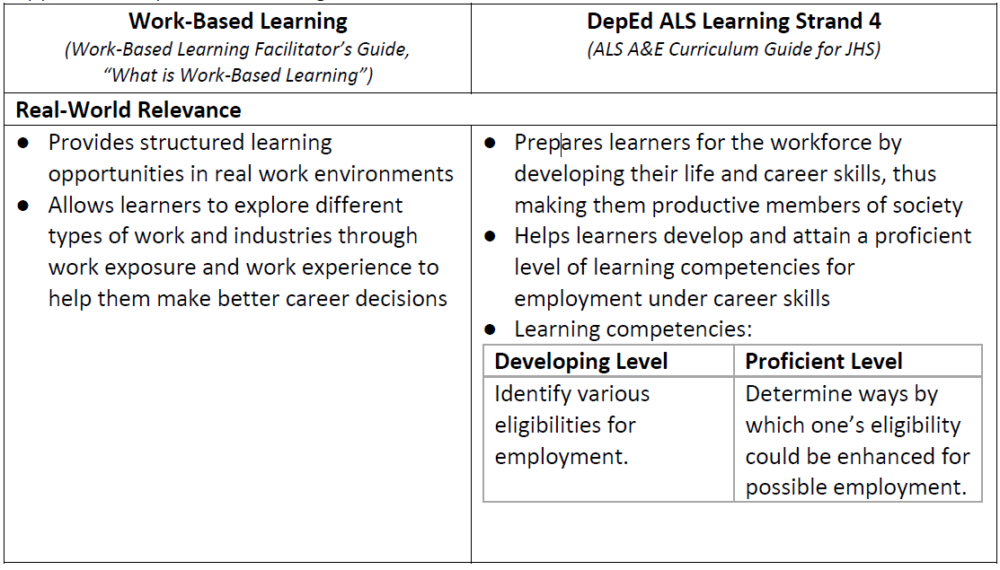 Work-Based Learning
(Work-Based Learning Facilitator's Guide,
"What is Work-Based Learning")
DepEd ALS Learning Strand 4
(ALS A&E Curriculum Guide for JHS)
Real-World Relevance
● Provides structured learning
opportunities in real work environments
● Allows learners to explore different
types of work and industries through
work exposure and work experience to
help them make better career decisions
● Prepares learners for the workforce by
developing their life and career skills, thus
making them productive members of society
● Helps learners develop and attain a proficient
level of learning competencies for
employment under career skills
● Learning competencies:
Developing Level
Identify various
eligibilities for
employment.
Proficient Level
Determine ways by
which one's eligibility
could be enhanced for
possible employment.